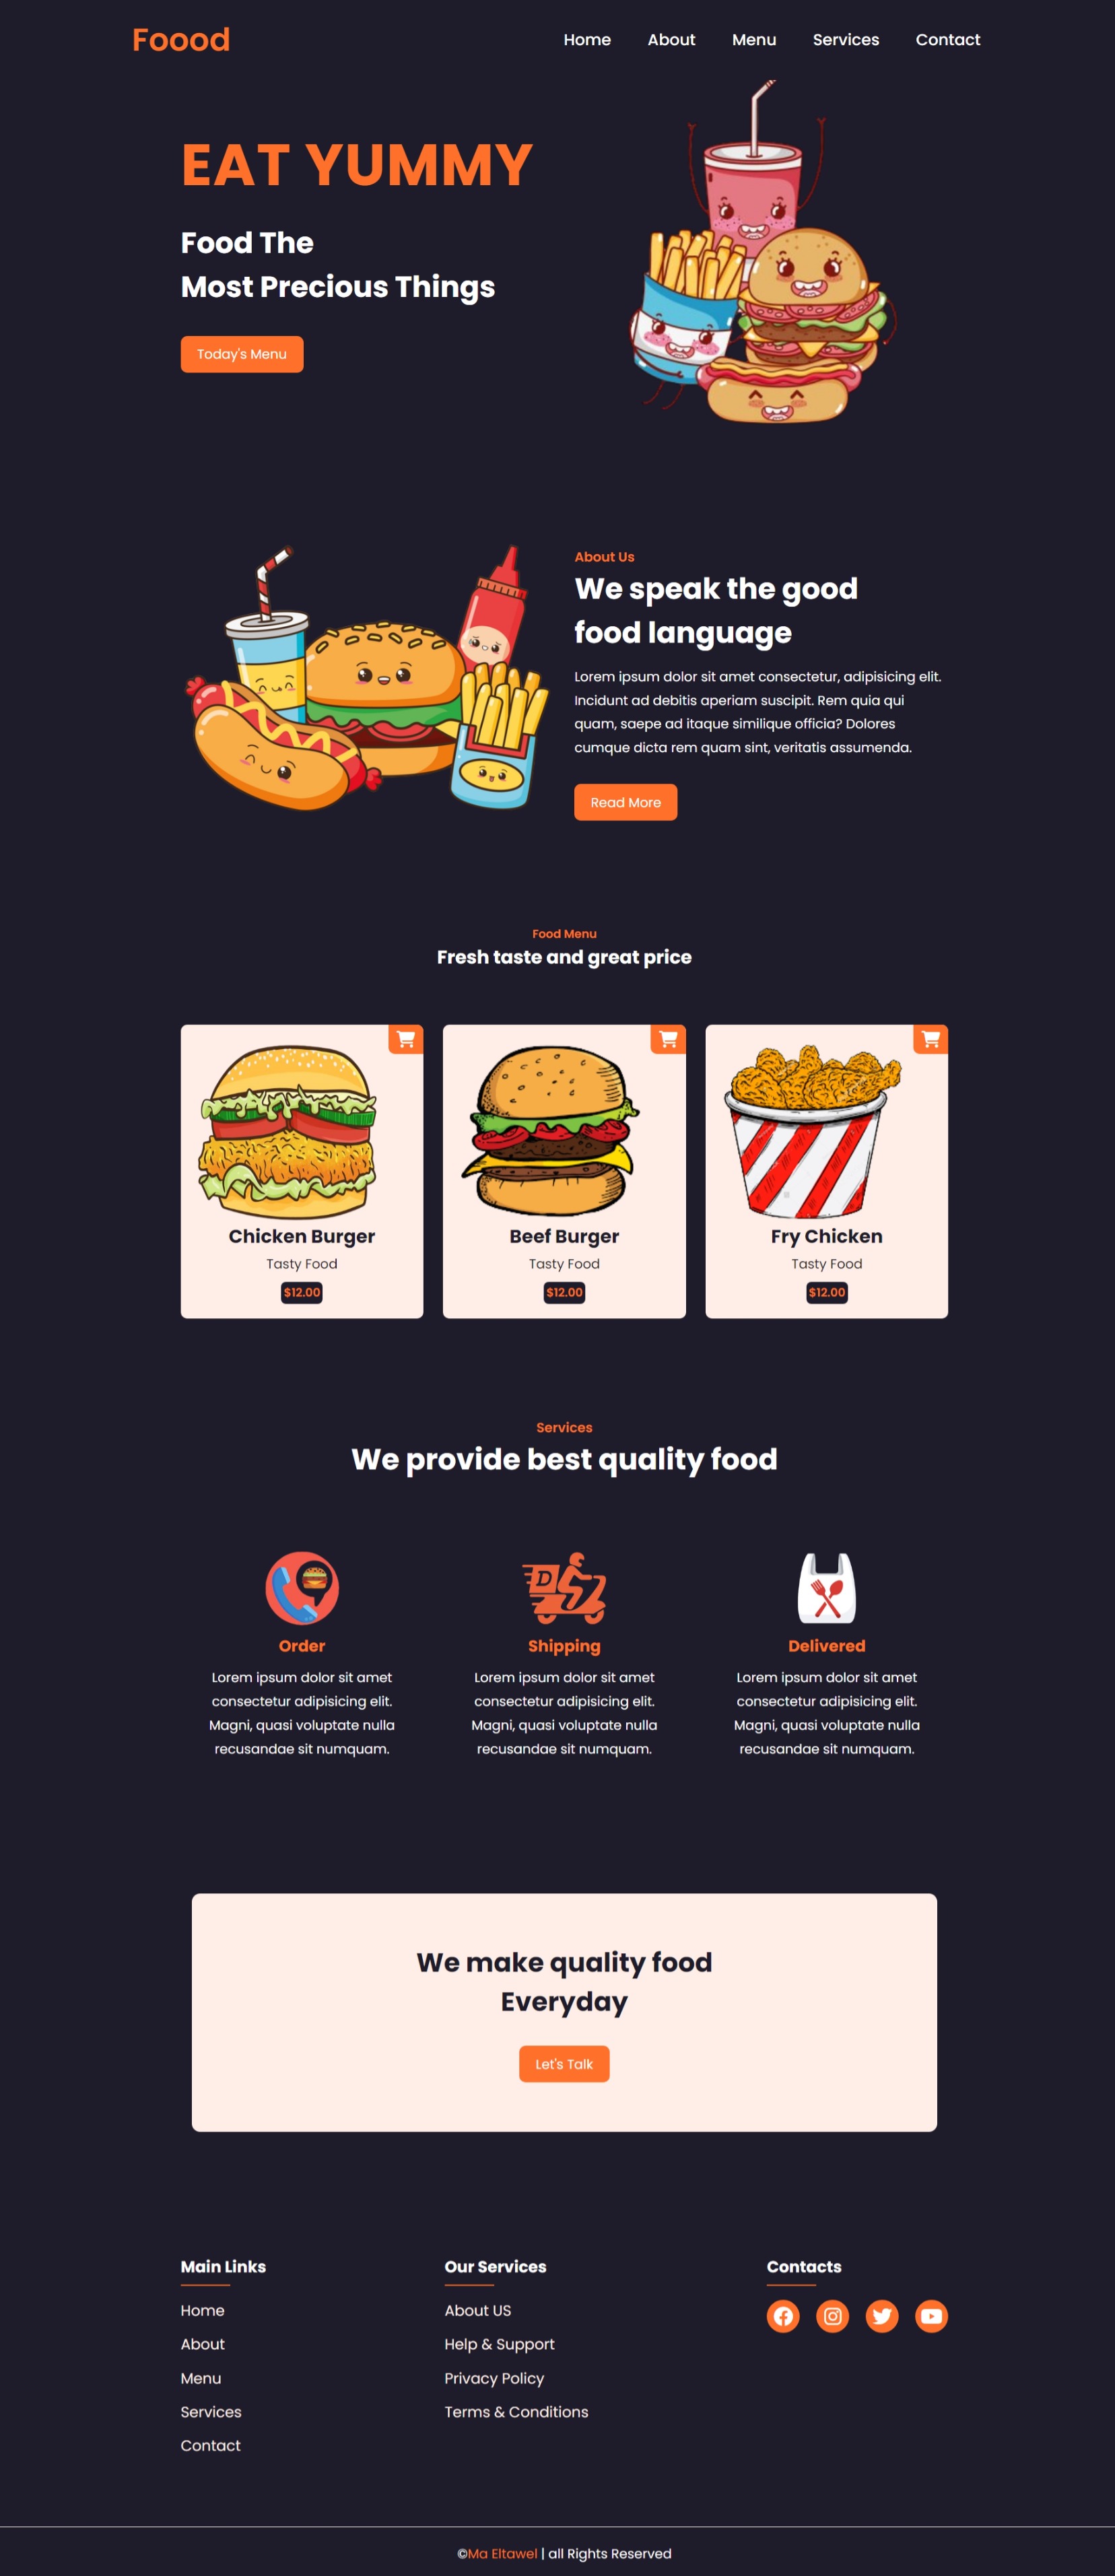 Foood
Home About Menu Services Contact
EAT YUMMY
Food The
Most Precious Things
Today's Menu
About Us
We speak the good
food language
Lorem ipsum dolor sit amet consectetur, adipisicing elit.
Incidunt ad debitis aperiam suscipit. Rem quia qui
quam, saepe ad itaque similique officia? Dolores
cumque dicta rem quam sint, veritatis assumenda.
Read More
Food Menu
Fresh taste and great price
Chicken Burger
Tasty Food
$12.00
Beef Burger
Tasty Food
$12.00
Fry Chicken
Tasty Food
$12.00
Services
We provide best quality food
D
Order
Lorem ipsum dolor sit amet
consectetur adipisicing elit.
Magni, quasi voluptate nulla
recusandae sit numquam.
Shipping
Lorem ipsum dolor sit amet
consectetur adipisicing elit.
Magni, quasi voluptate nulla
recusandae sit numquam.
Delivered
Lorem ipsum dolor sit amet
consectetur adipisicing elit.
Magni, quasi voluptate nulla
recusandae sit numquam.
We make quality food
Everyday
Let's Talk
Main Links
Home
About
Menu
Services
Contact
Our Services
About US
Help & Support
Privacy Policy
Terms & Conditions
Contacts
©Ma Eltawel | all Rights Reserved